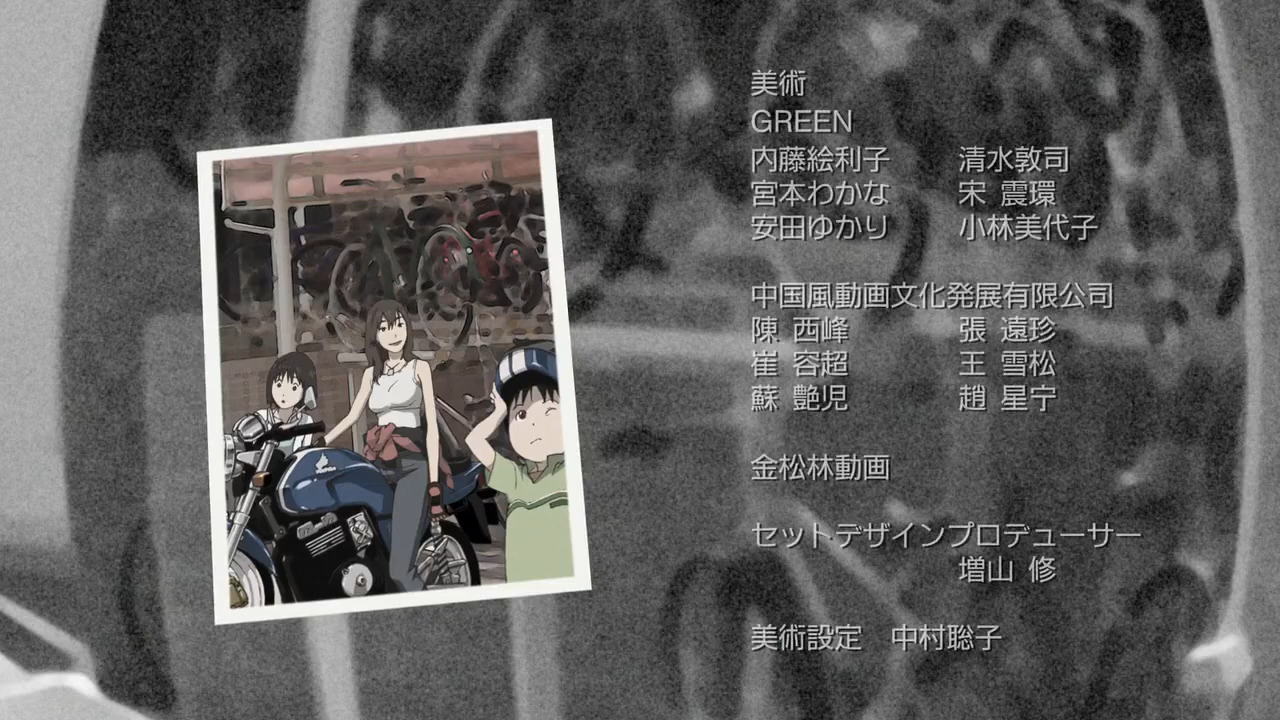 美術
GREEN
内藤絵利子 清水敦司
宮本わかな 宋 震環
安田ゆかり 小林美代子
中国風動画文化発展有限公司
陳 西峰 張 遠珍
崔 容超 王 雪松
蘇 艶児 趙 星宁
金松林動画
セットデザインプロデューサー
増山 修
美術設定 中村聡子